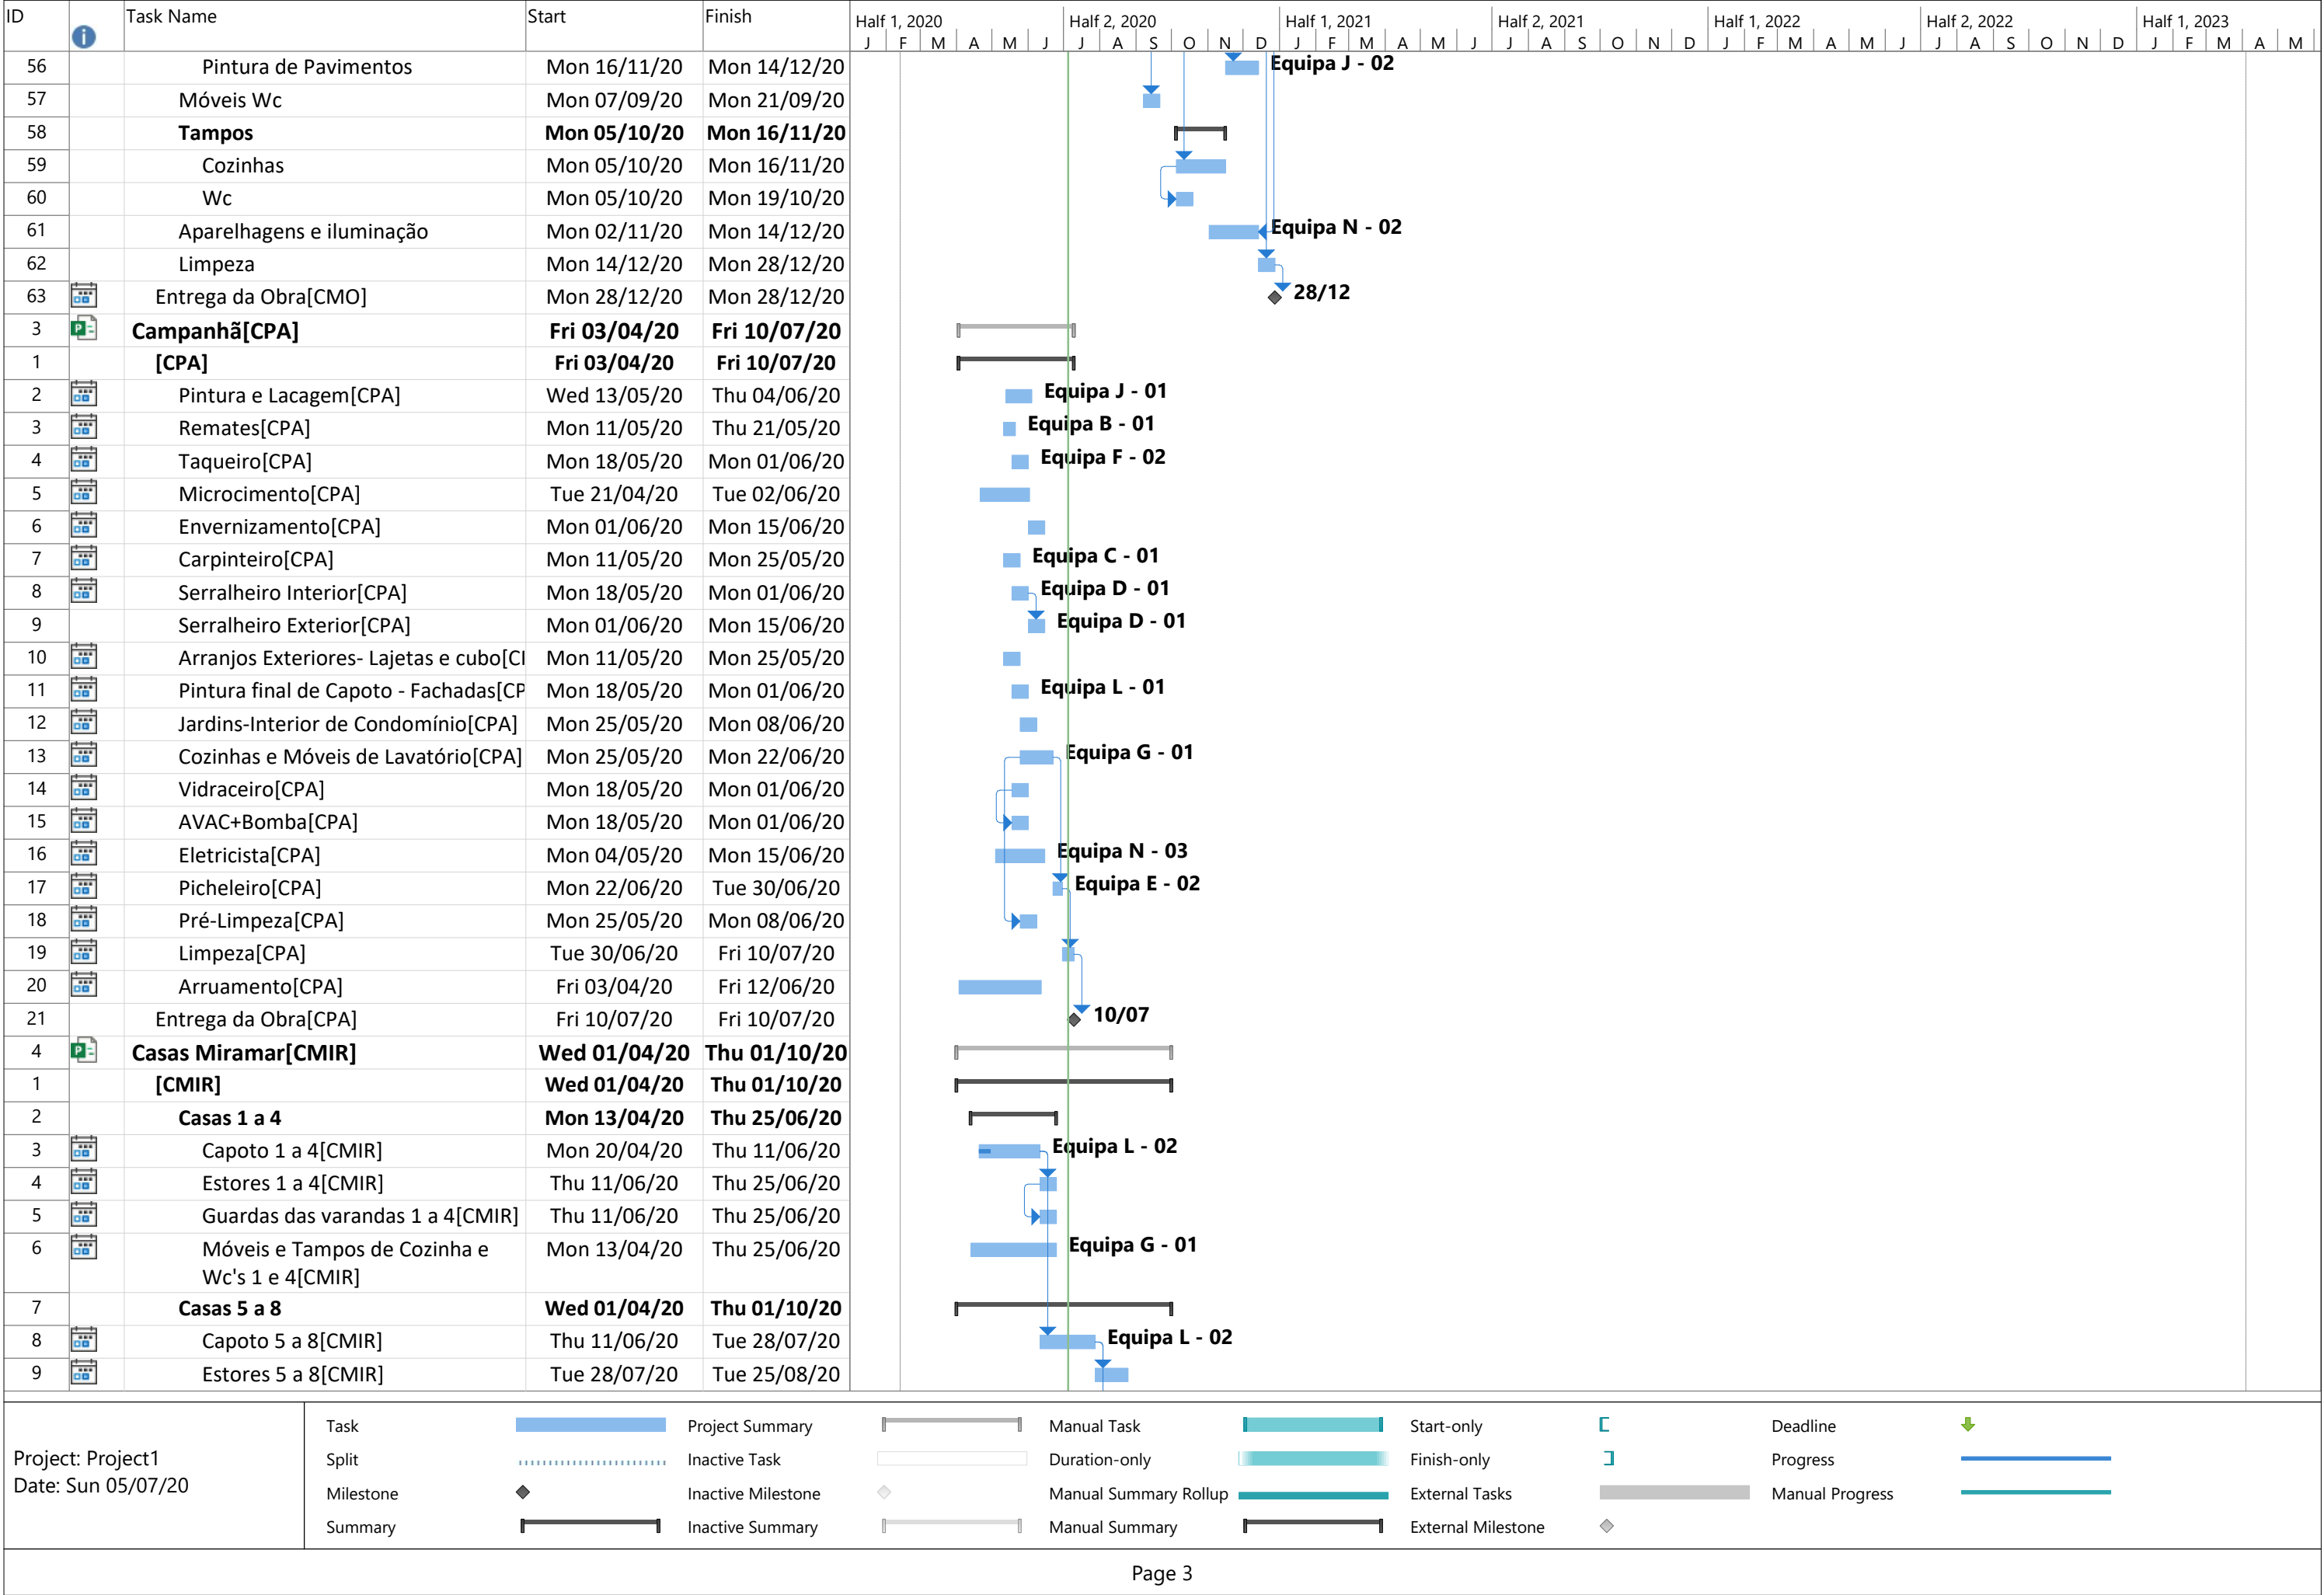 ID Task Name Start Finish Half 1, 2020 Half 2, 2020 Half 1, 2021 Half 2, 2021 Half 1, 2022 Half 2, 2022 Half 1, 2023
J F M A M J J A S O N D J F M A M J J A S O N D J F M A M J J A S O N D J F M A M
56 Pintura de Pavimentos Mon 16/11/20 Mon 14/12/20 Equipa J - 02
57 Móveis Wc Mon 07/09/20 Mon 21/09/20
58 Tampos Mon 05/10/20 Mon 16/11/20
59 Cozinhas Mon 05/10/20 Mon 16/11/20
60 Wc Mon 05/10/20 Mon 19/10/20
61 Aparelhagens e iluminação Mon 02/11/20 Mon 14/12/20 Equipa N - 02
62 Limpeza Mon 14/12/20 Mon 28/12/20
63 Entrega da Obra[CMO] Mon 28/12/20 Mon 28/12/20 28/12
3 Campanhã[CPA] Fri 03/04/20 Fri 10/07/20
1 [CPA] Fri 03/04/20 Fri 10/07/20
2 Pintura e Lacagem[CPA] Wed 13/05/20 Thu 04/06/20 Equipa J - 01
3 Remates[CPA] Mon 11/05/20 Thu 21/05/20 Equipa B - 01
4 Taqueiro[CPA] Mon 18/05/20 Mon 01/06/20 Equipa F - 02
5 Microcimento[CPA] Tue 21/04/20 Tue 02/06/20
6 Envernizamento[CPA] Mon 01/06/20 Mon 15/06/20
7 Carpinteiro[CPA] Mon 11/05/20 Mon 25/05/20 Equipa C - 01
8 Serralheiro Interior[CPA] Mon 18/05/20 Mon 01/06/20 Equipa D - 01
9 Serralheiro Exterior[CPA] Mon 01/06/20 Mon 15/06/20 Equipa D - 01
10 Arranjos Exteriores- Lajetas e cubo[C Mon 11/05/20 Mon 25/05/20
11 Pintura final de Capoto - Fachadas[CP Mon 18/05/20 Mon 01/06/20 Equipa L - 01
12 Jardins-Interior de Condomínio[CPA] Mon 25/05/20 Mon 08/06/20
13 Cozinhas e Móveis de Lavatório[CPA] Mon 25/05/20 Mon 22/06/20 Equipa G - 01
14 Vidraceiro[CPA] Mon 18/05/20 Mon 01/06/20
15 AVAC+Bomba[CPA] Mon 18/05/20 Mon 01/06/20
16 Eletricista[CPA] Mon 04/05/20 Mon 15/06/20 Equipa N - 03
17 Picheleiro[CPA] Mon 22/06/20 Tue 30/06/20 Equipa E - 02
18 Pré-Limpeza[CPA] Mon 25/05/20 Mon 08/06/20
19 Limpeza[CPA] Tue 30/06/20 Fri 10/07/20
20 Arruamento[CPA] Fri 03/04/20 Fri 12/06/20
21 Entrega da Obra[CPA] Fri 10/07/20 Fri 10/07/20 10/07
4 Casas Miramar[CMIR] Wed 01/04/20 Thu 01/10/20
1 [CMIR] Wed 01/04/20 Thu 01/10/20
2 Casas 1 a 4 Mon 13/04/20 Thu 25/06/20
3 Capoto 1 a 4[CMIR] Mon 20/04/20 Thu 11/06/20 Equipa L - 02
4 Estores 1 a 4[CMIR] Thu 11/06/20 Thu 25/06/20
5 Guardas das varandas 1 a 4[CMIR] Thu 11/06/20 Thu 25/06/20
6 Móveis e Tampos de Cozinha e Mon 13/04/20 Thu 25/06/20 Equipa G - 01
Wc's 1 e 4[CMIR]
7 Casas 5 a 8 Wed 01/04/20 Thu 01/10/20
8 Capoto 5 a 8[CMIR] Thu 11/06/20 Tue 28/07/20 Equipa L - 02
9 Estores 5 a 8[CMIR] Tue 28/07/20 Tue 25/08/20
Project: Project1
Date: Sun 05/07/20
Task Project Summary Manual Task Start-only Deadline
Split Inactive Task Duration-only Finish-only Progress
Milestone Inactive Milestone Manual Summary Rollup External Tasks Manual Progress
Summary Inactive Summary Manual Summary External Milestone
Page 3